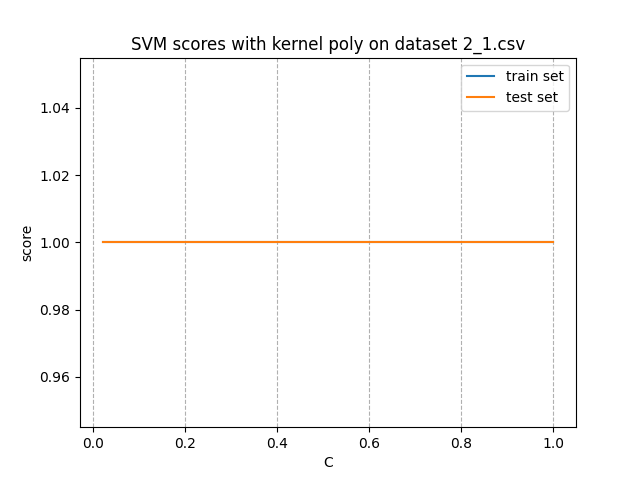 SVM scores with kernel poly on dataset 2_1.csv
train set
test set
1.04
1.02
1.00
0.98
0.96
score
0.0 0.2 0.4 0.6 0.8 1.0
C